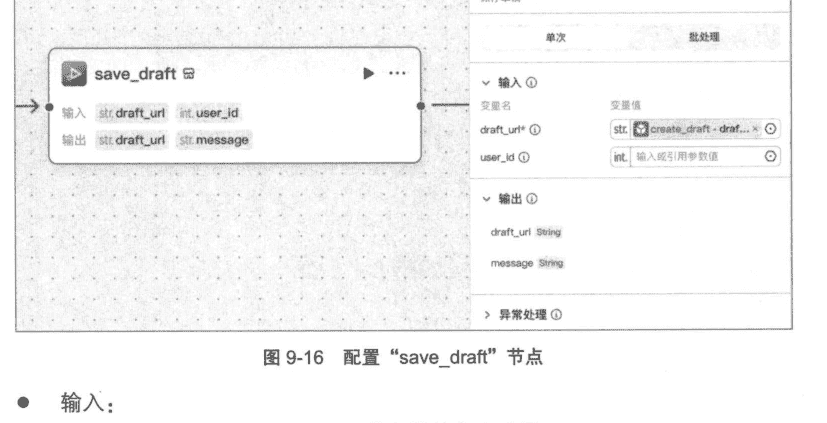 单次 批处理
save_draft
输入 str.draft_url int.user_id
输出 str.draft_url str.message
输入
变量名 变量值
draft_url* str. create_draft - draf... ×
user_id int. 输入或引用参数值
输出
draft_url String
message String
异常处理
图 9-16 配置“save_draft”节点
● 输入：